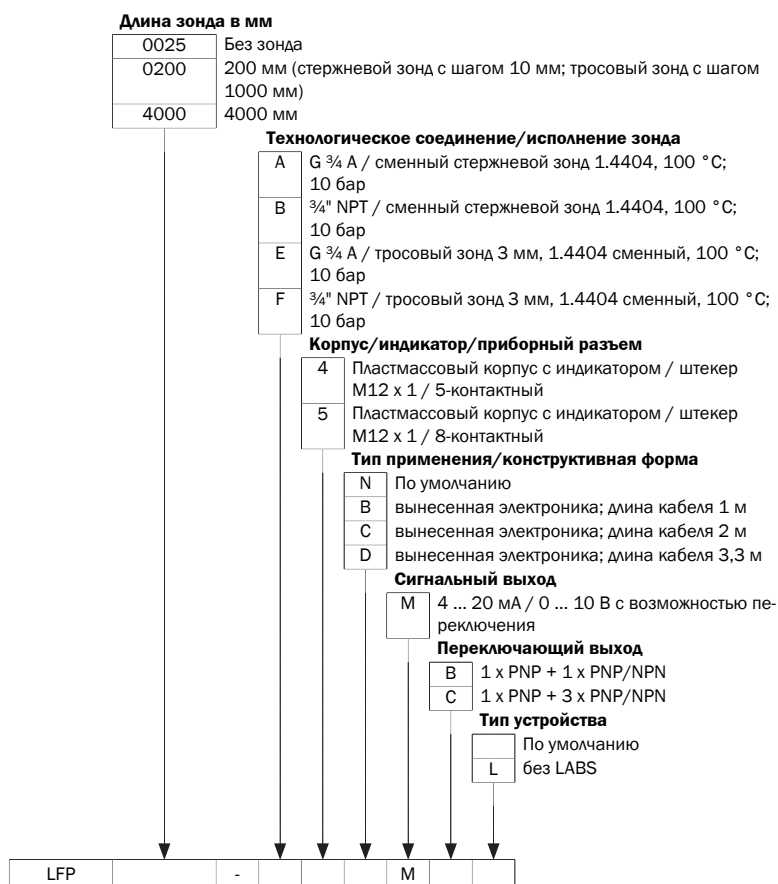 Длина зонда в мм
0025 Без зонда
0200 200 мм (стержневой зонд с шагом 10 мм; тросовый зонд с шагом
1000 мм)
4000 4000 мм
Технологическое соединение/исполнение зонда
A G ¾ A / сменный стержневой зонд 1.4404, 100 °C;
10 бар
B ¾" NPT / сменный стержневой зонд 1.4404, 100 °C;
10 бар
E G ¾ A / тросовый зонд 3 мм, 1.4404 сменный, 100 °C;
10 бар
F ¾" NPT / тросовый зонд 3 мм, 1.4404 сменный, 100 °C;
10 бар
Корпус/индикатор/приборный разъем
4 Пластмассовый корпус с индикатором / штекер
M12 x 1 / 5-контактный
5 Пластмассовый корпус с индикатором / штекер
M12 x 1 / 8-контактный
Тип применения/конструктивная форма
N По умолчанию
B вынесенная электроника; длина кабеля 1 м
C вынесенная электроника; длина кабеля 2 м
D вынесенная электроника; длина кабеля 3,3 м
Сигнальный выход
M 4 ... 20 мА / 0 ... 10 В с возможностью пе-
реключения
Переключающий выход
B 1 x PNP + 1 x PNP/NPN
C 1 x PNP + 3 x PNP/NPN
Тип устройства
По умолчанию
L без LABS
LFP - M